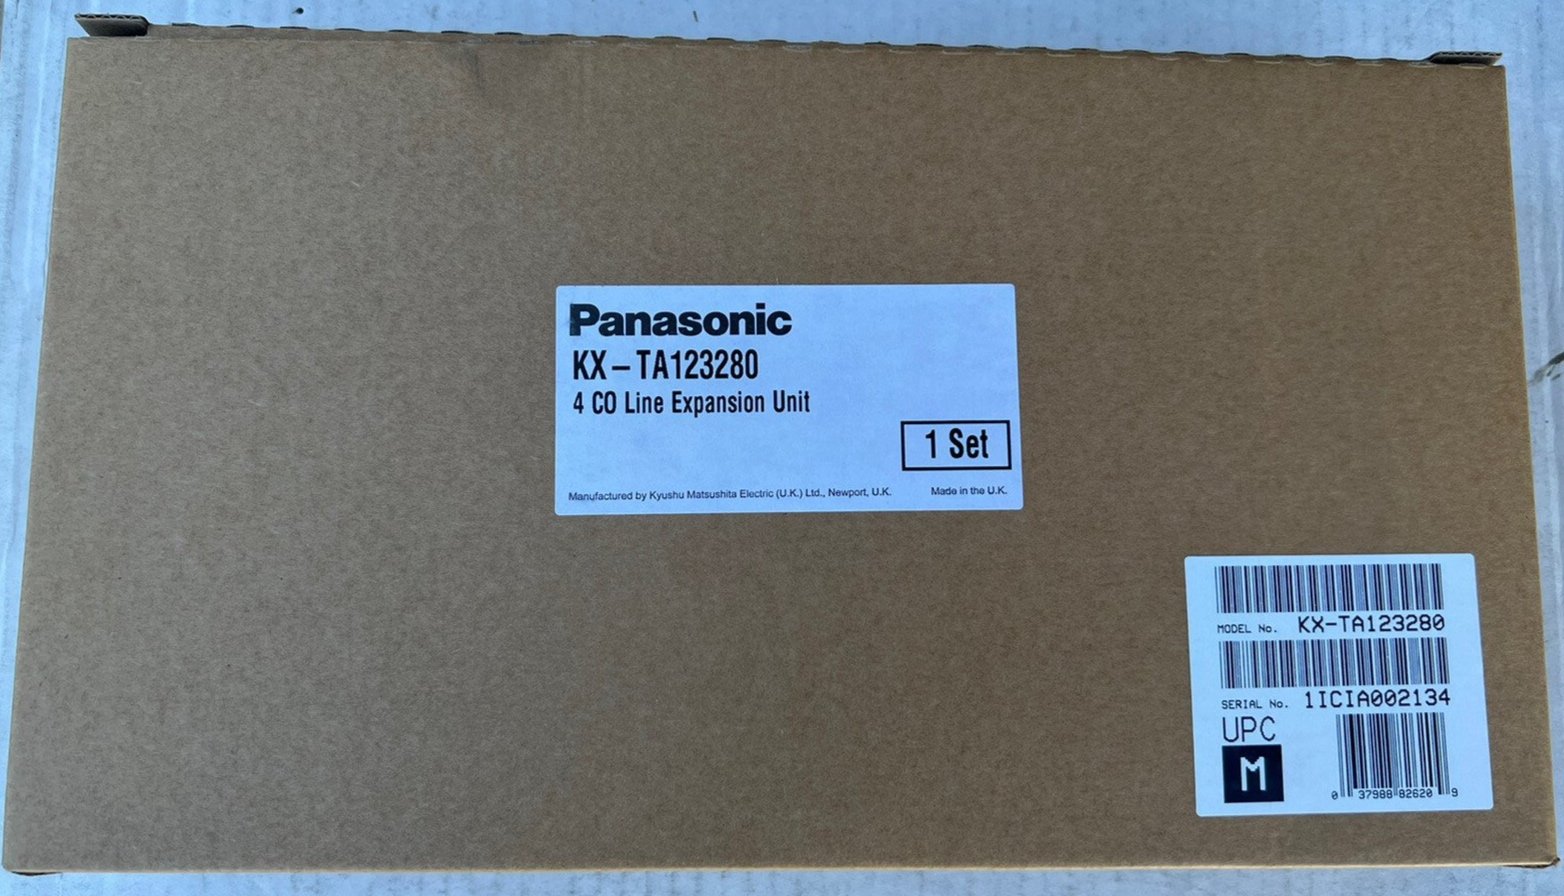 Panasonic
KX-TA123280
4 CO Line Expansion Unit
1 Set
Manufactured by Kyushu Matsushita Electric (U.K.) Ltd., Newport, U.K. Made in the U.K.
MODEL No. KX-TA123280
SERIAL No. 1ICIA002134
UPC
M
0 37988 82620 9